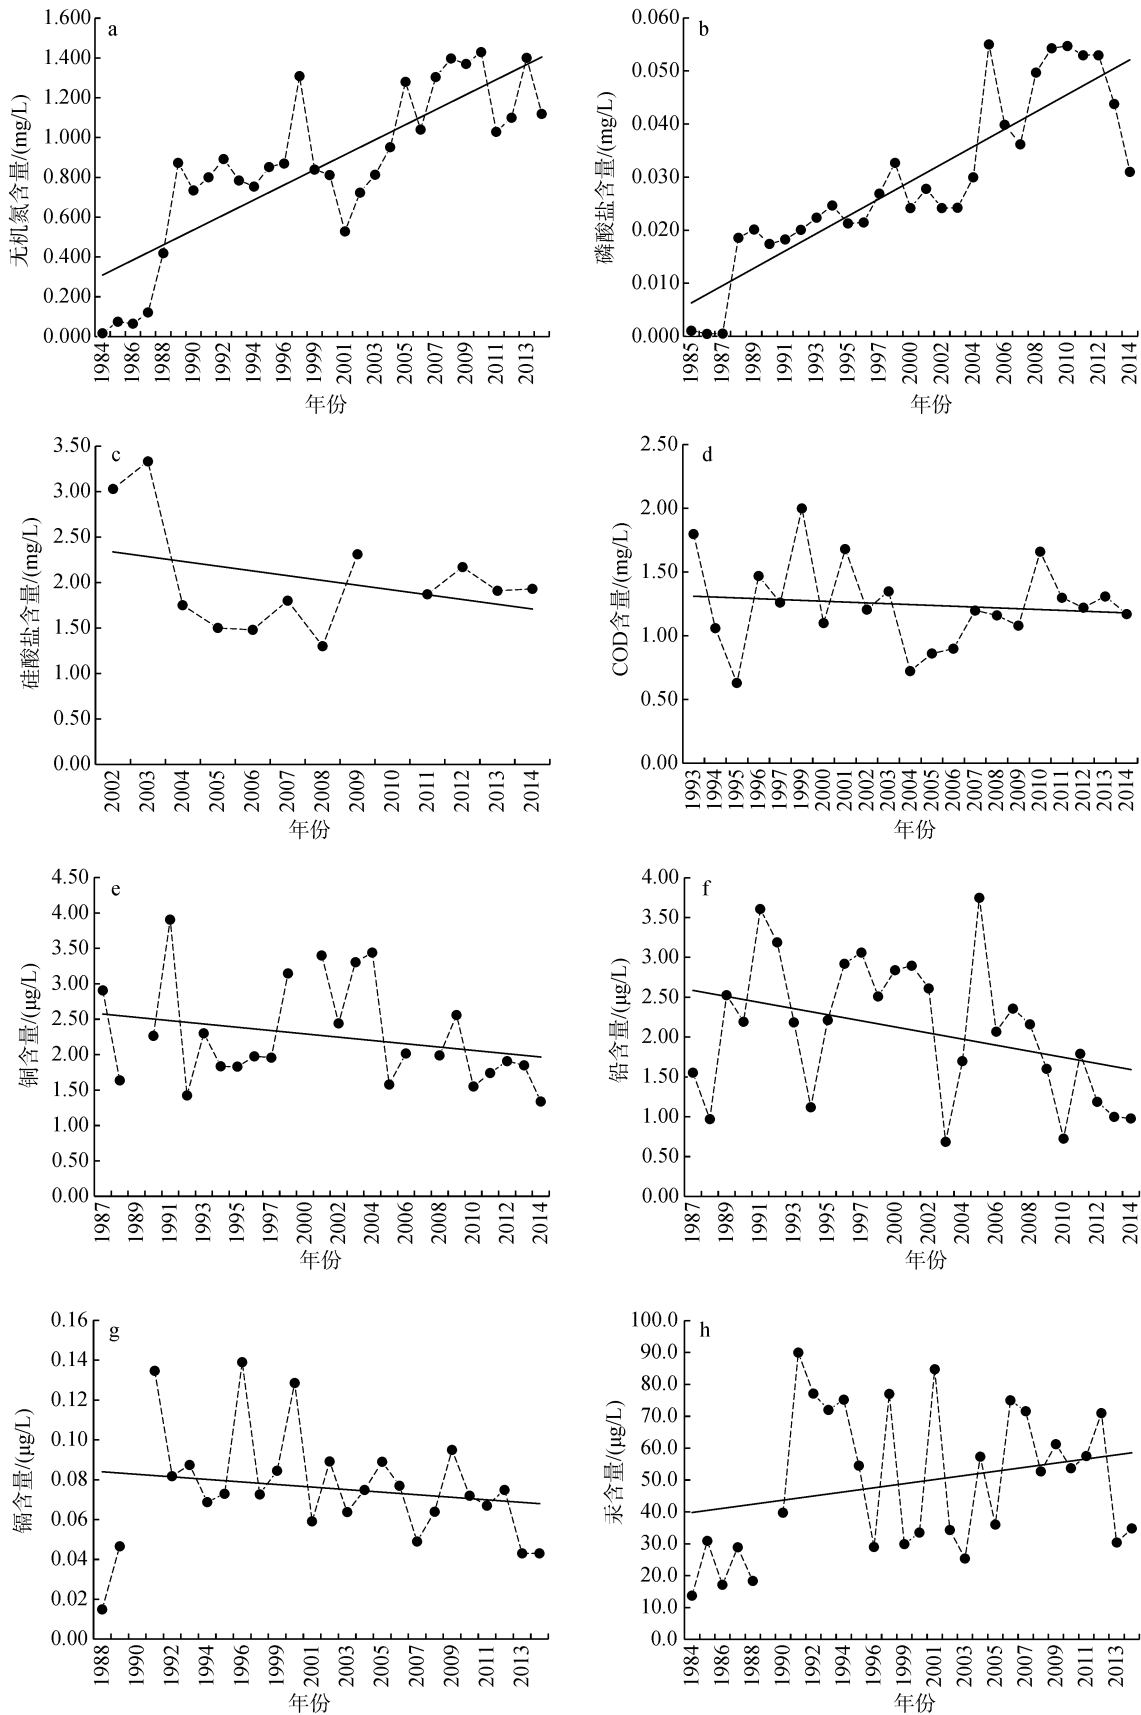 a
无机氮含量/(mg/L)
1.600
1.400
1.200
1.000
0.800
0.600
0.400
0.200
0.000
1984 1986 1988 1990 1992 1994 1996 1999 2001 2003 2005 2007 2009 2011 2013
年份
b
磷酸盐含量/(mg/L)
0.060
0.050
0.040
0.030
0.020
0.010
0.000
1985 1987 1989 1991 1993 1995 1997 2000 2002 2004 2006 2008 2010 2012 2014
年份
c
硅酸盐含量/(mg/L)
3.50
3.00
2.50
2.00
1.50
1.00
0.50
0.00
2002 2003 2004 2005 2006 2007 2008 2009 2010 2011 2012 2013 2014
年份
d
COD含量/(mg/L)
2.50
2.00
1.50
1.00
0.50
0.00
1993 1994 1995 1996 1997 1999 2000 2001 2002 2003 2004 2005 2006 2007 2008 2009 2010 2011 2012 2013 2014
年份
e
铜含量/(μg/L)
4.50
4.00
3.50
3.00
2.50
2.00
1.50
1.00
0.50
0.00
1987 1989 1991 1993 1995 1997 2000 2002 2004 2006 2008 2010 2012 2014
年份
f
铅含量/(μg/L)
4.00
3.50
3.00
2.50
2.00
1.50
1.00
0.50
0.00
1987 1989 1991 1993 1995 1997 2000 2002 2004 2006 2008 2010 2012 2014
年份
g
镉含量/(μg/L)
0.16
0.14
0.12
0.10
0.08
0.06
0.04
0.02
0.00
1988 1990 1992 1994 1996 1998 2001 2003 2005 2007 2009 2011 2013
年份
h
汞含量/(μg/L)
100.0
90.0
80.0
70.0
60.0
50.0
40.0
30.0
20.0
10.0
0.0
1984 1986 1988 1990 1992 1994 1996 1999 2001 2003 2005 2007 2009 2011 2013
年份